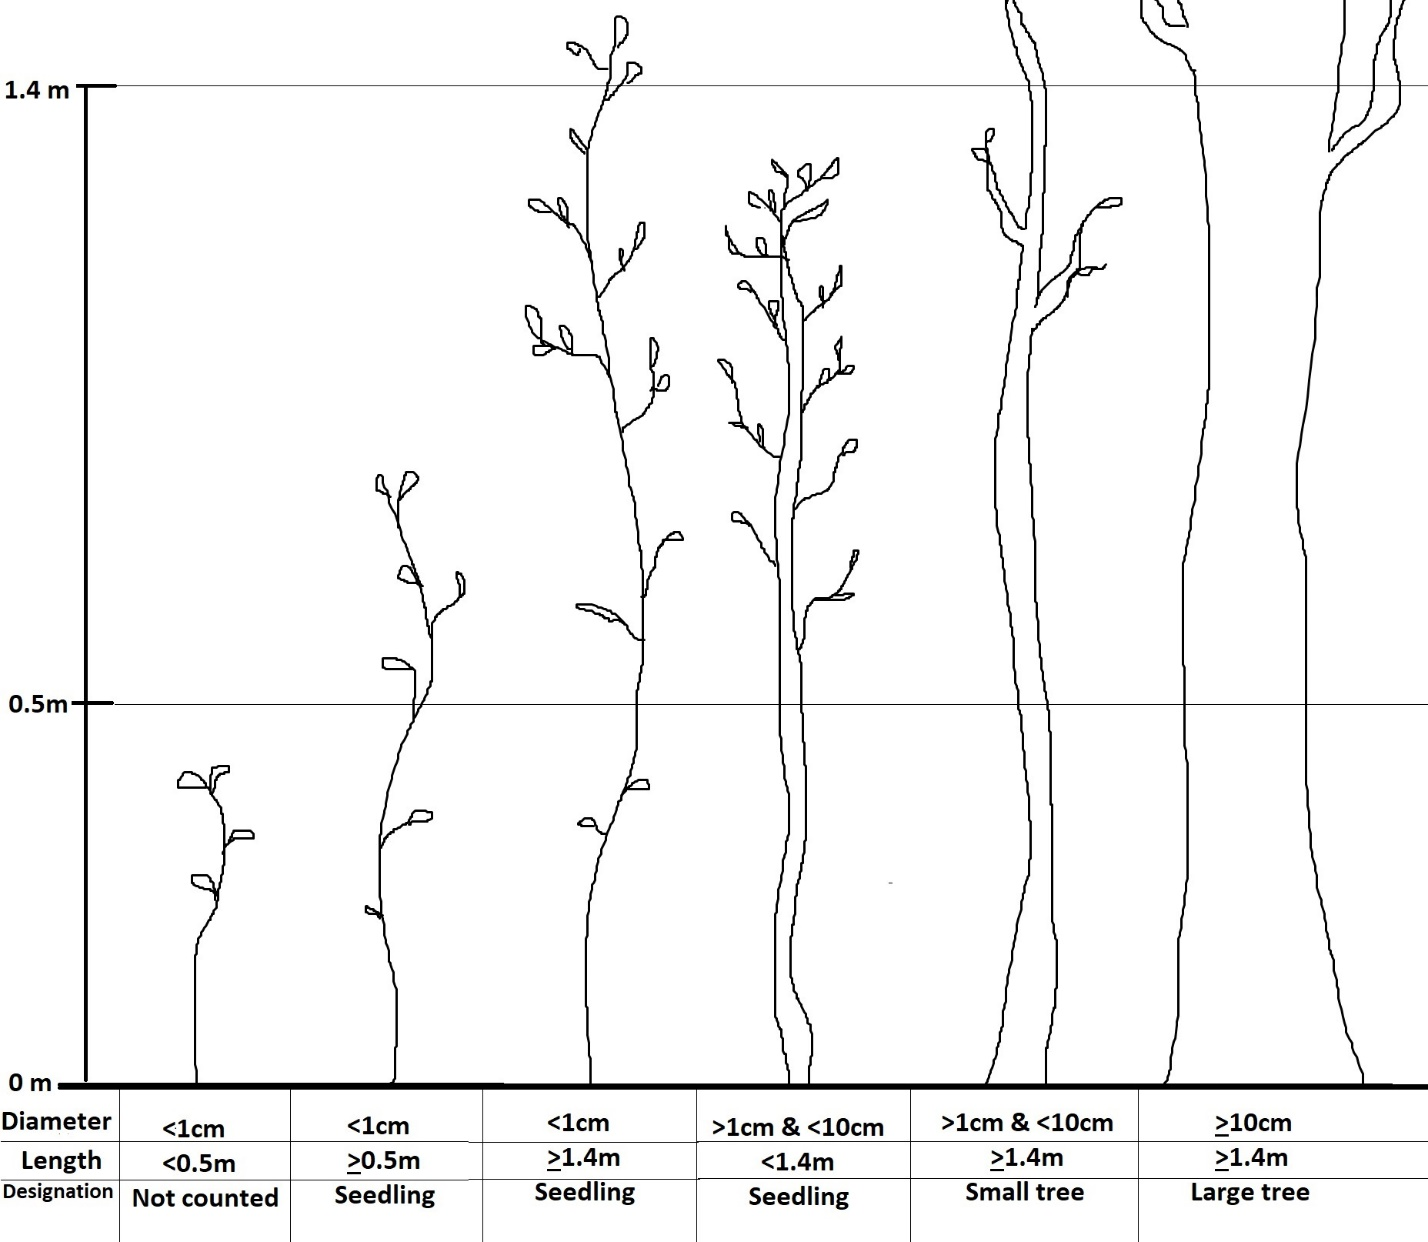 1.4 m
0.5m
0 m
Diameter <1cm <1cm <1cm >1cm & <10cm >1cm & <10cm ≥10cm
Length <0.5m ≥0.5m ≥1.4m <1.4m ≥1.4m ≥1.4m
Designation Not counted Seedling Seedling Seedling Small tree Large tree